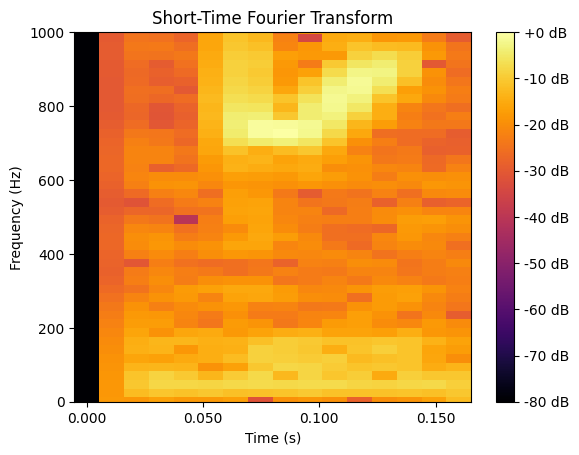 Short-Time Fourier Transform
1000
800
600
400
200
0
Frequency (Hz)
0.000
0.050
0.100
0.150
Time (s)
+0 dB
-10 dB
-20 dB
-30 dB
-40 dB
-50 dB
-60 dB
-70 dB
-80 dB